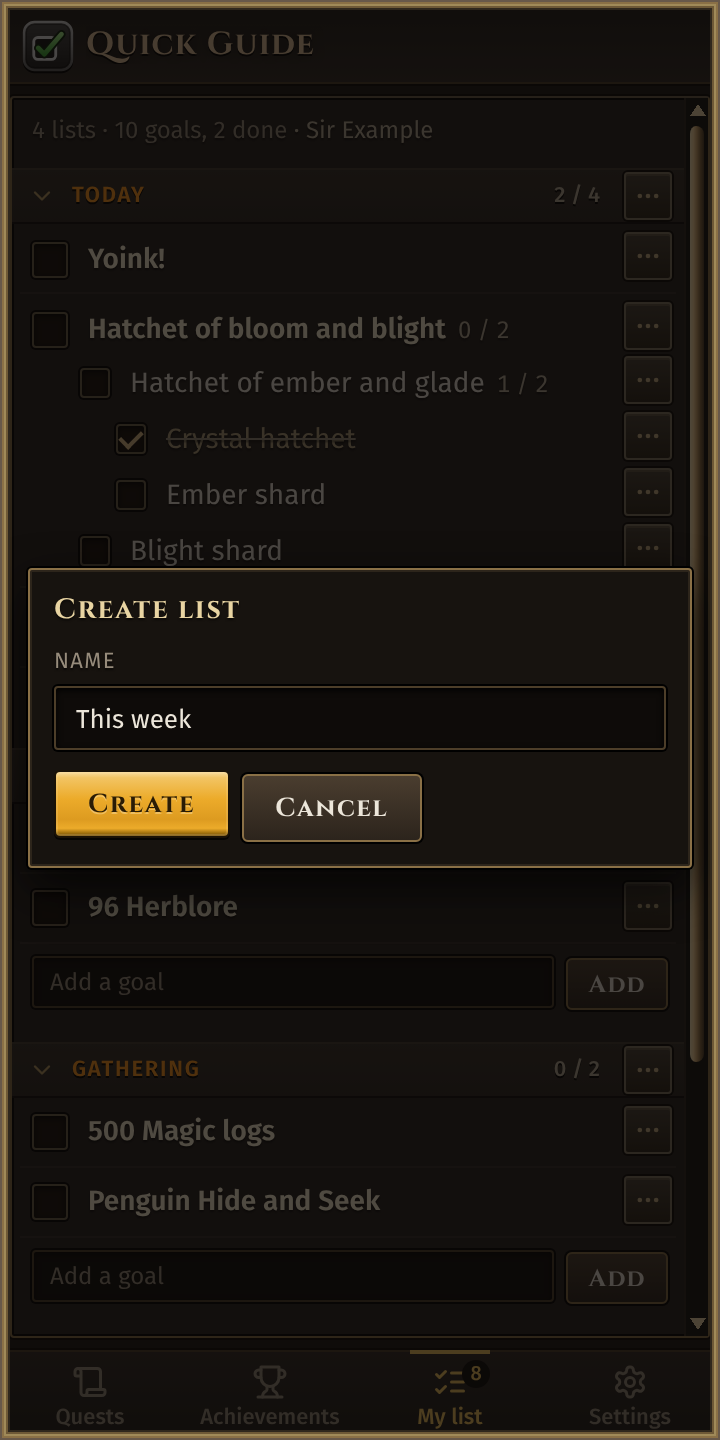 Quick Guide
4 lists · 10 goals, 2 done · Sir Example
TODAY 2 / 4 ...
Yoink! ...
Hatchet of bloom and blight 0 / 2 ...
Hatchet of ember and glade 1 / 2 ...
Crystal hatchet ...
Ember shard ...
Blight shard ...
Create list
NAME
This week
Create Cancel
96 Herblore ...
Add a goal Add
GATHERING 0 / 2 ...
500 Magic logs ...
Penguin Hide and Seek ...
Add a goal Add
8
Quests Achievements My list Settings